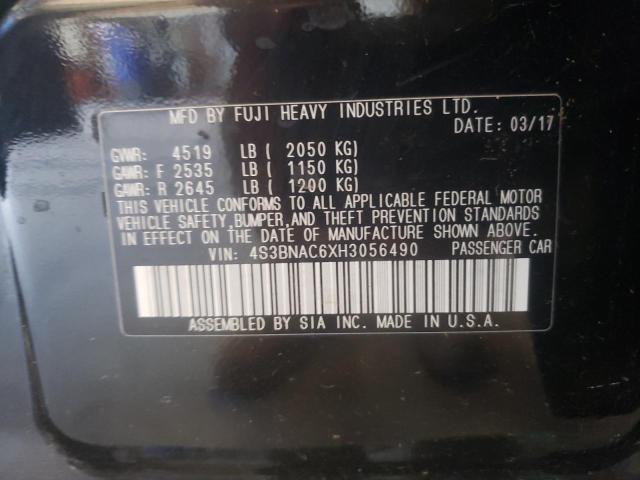 MFD BY FUJI HEAVY INDUSTRIES LTD.
DATE: 03/17
GVWR: 4519 LB ( 2050 KG)
GAWR: F 2535 LB ( 1150 KG)
GAWR: R 2645 LB ( 1200 KG)
THIS VEHICLE CONFORMS TO ALL APPLICABLE FEDERAL MOTOR
VEHICLE SAFETY,BUMPER,AND THEFT PREVENTION STANDARDS
IN EFFECT ON THE DATE OF MANUFACTURE SHOWN ABOVE.
VIN: 4S3BNAC6XH3056490 PASSENGER CAR
ASSEMBLED BY SIA INC. MADE IN U.S.A.